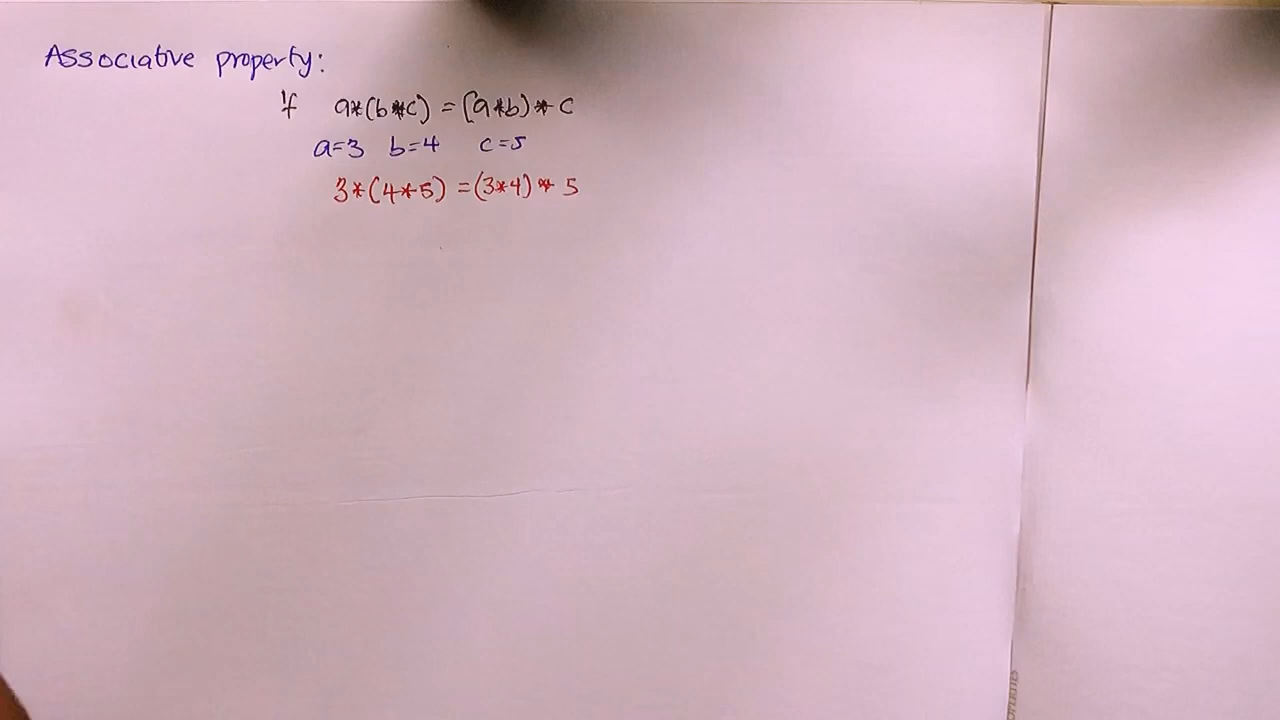 Associative property:
If a*(b*c) = (a*b)* c
a=3 b=4 c=5
3*(4*5) =(3*4) * 5